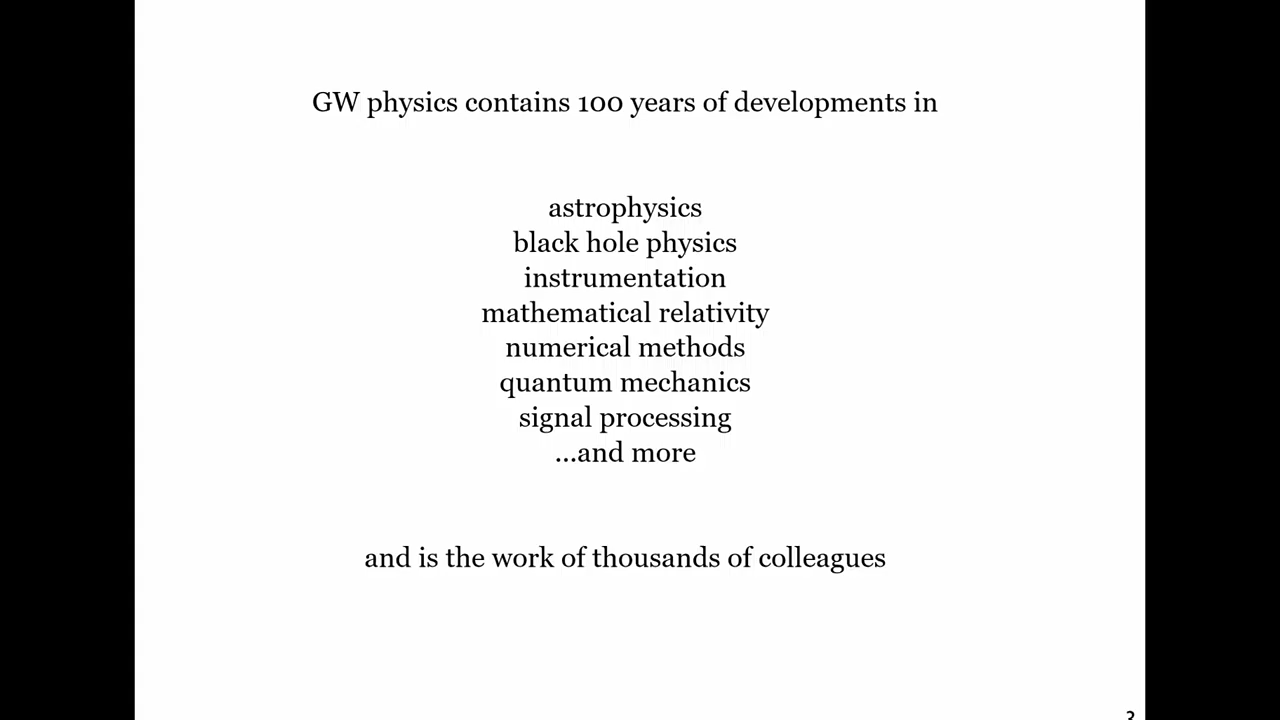 GW physics contains 100 years of developments in
astrophysics
black hole physics
instrumentation
mathematical relativity
numerical methods
quantum mechanics
signal processing
...and more
and is the work of thousands of colleagues